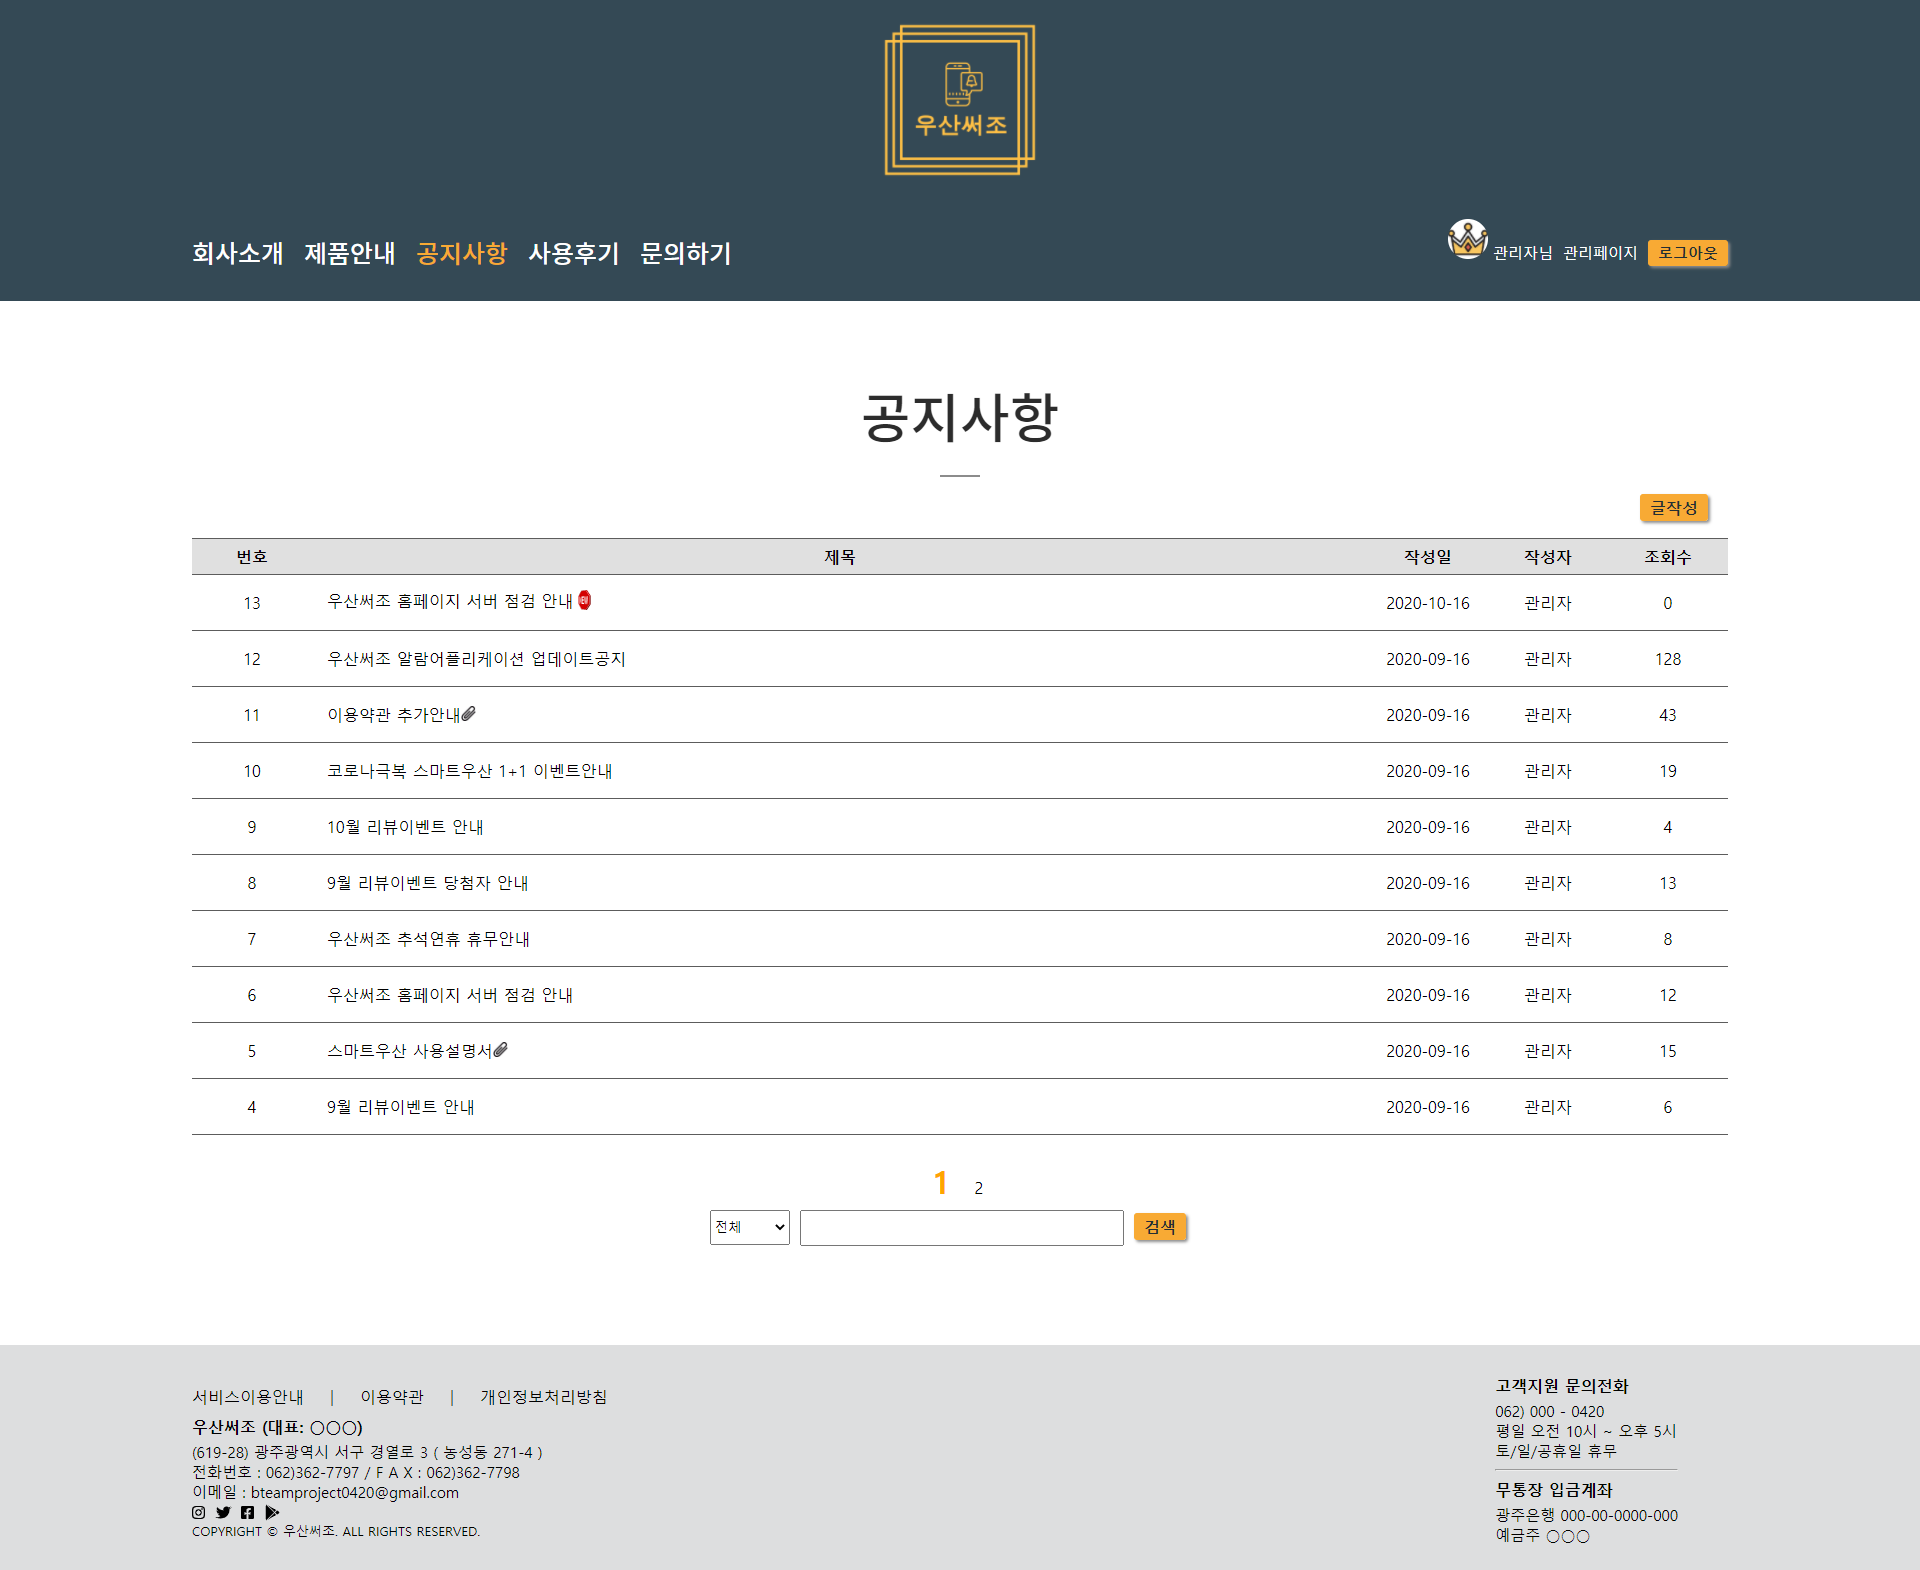 우산써조
회사소개 제품안내 공지사항 사용후기 문의하기
관리자님 관리페이지 로그아웃
공지사항
글작성
번호 제목 작성일 작성자 조회수
13 우산써조 홈페이지 서버 점검 안내 NEW 2020-10-16 관리자 0
12 우산써조 알람어플리케이션 업데이트공지 2020-09-16 관리자 128
11 이용약관 추가안내 2020-09-16 관리자 43
10 코로나극복 스마트우산 1+1 이벤트안내 2020-09-16 관리자 19
9 10월 리뷰이벤트 안내 2020-09-16 관리자 4
8 9월 리뷰이벤트 당첨자 안내 2020-09-16 관리자 13
7 우산써조 추석연휴 휴무안내 2020-09-16 관리자 8
6 우산써조 홈페이지 서버 점검 안내 2020-09-16 관리자 12
5 스마트우산 사용설명서 2020-09-16 관리자 15
4 9월 리뷰이벤트 안내 2020-09-16 관리자 6
1 2
전체 검색
서비스이용안내 | 이용약관 | 개인정보처리방침
우산써조 (대표: ○○○)
(619-28) 광주광역시 서구 경열로 3 ( 농성동 271-4 )
전화번호 : 062)362-7797 / F A X : 062)362-7798
이메일 : bteamproject0420@gmail.com
COPYRIGHT © 우산써조. ALL RIGHTS RESERVED.
고객지원 문의전화
062) 000 - 0420
평일 오전 10시 ~ 오후 5시
토/일/공휴일 휴무
무통장 입금계좌
광주은행 000-00-0000-000
예금주 ○○○